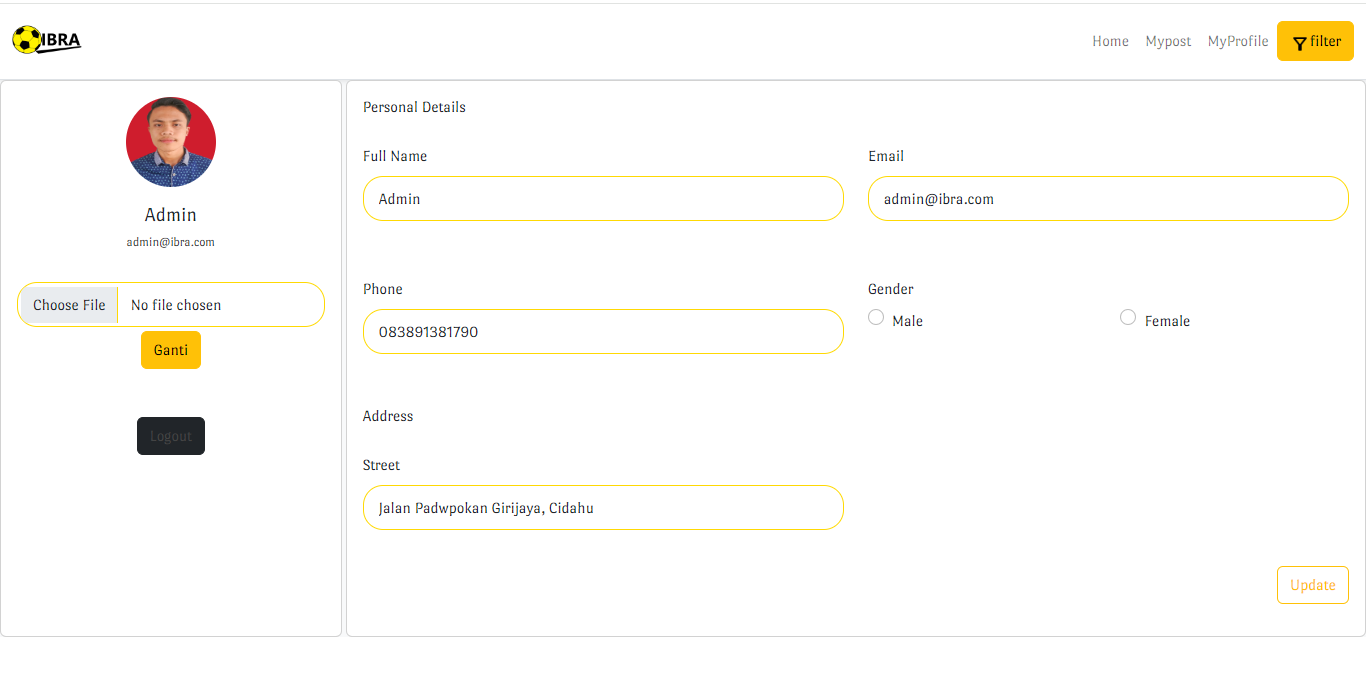 IBRA
Home Mypost MyProfile filter
Admin
admin@ibra.com
Choose File No file chosen
Ganti
Logout
Personal Details
Full Name Email
Admin admin@ibra.com
Phone Gender
083891381790 Male Female
Address
Street
Jalan Padwpokan Girijaya, Cidahu
Update